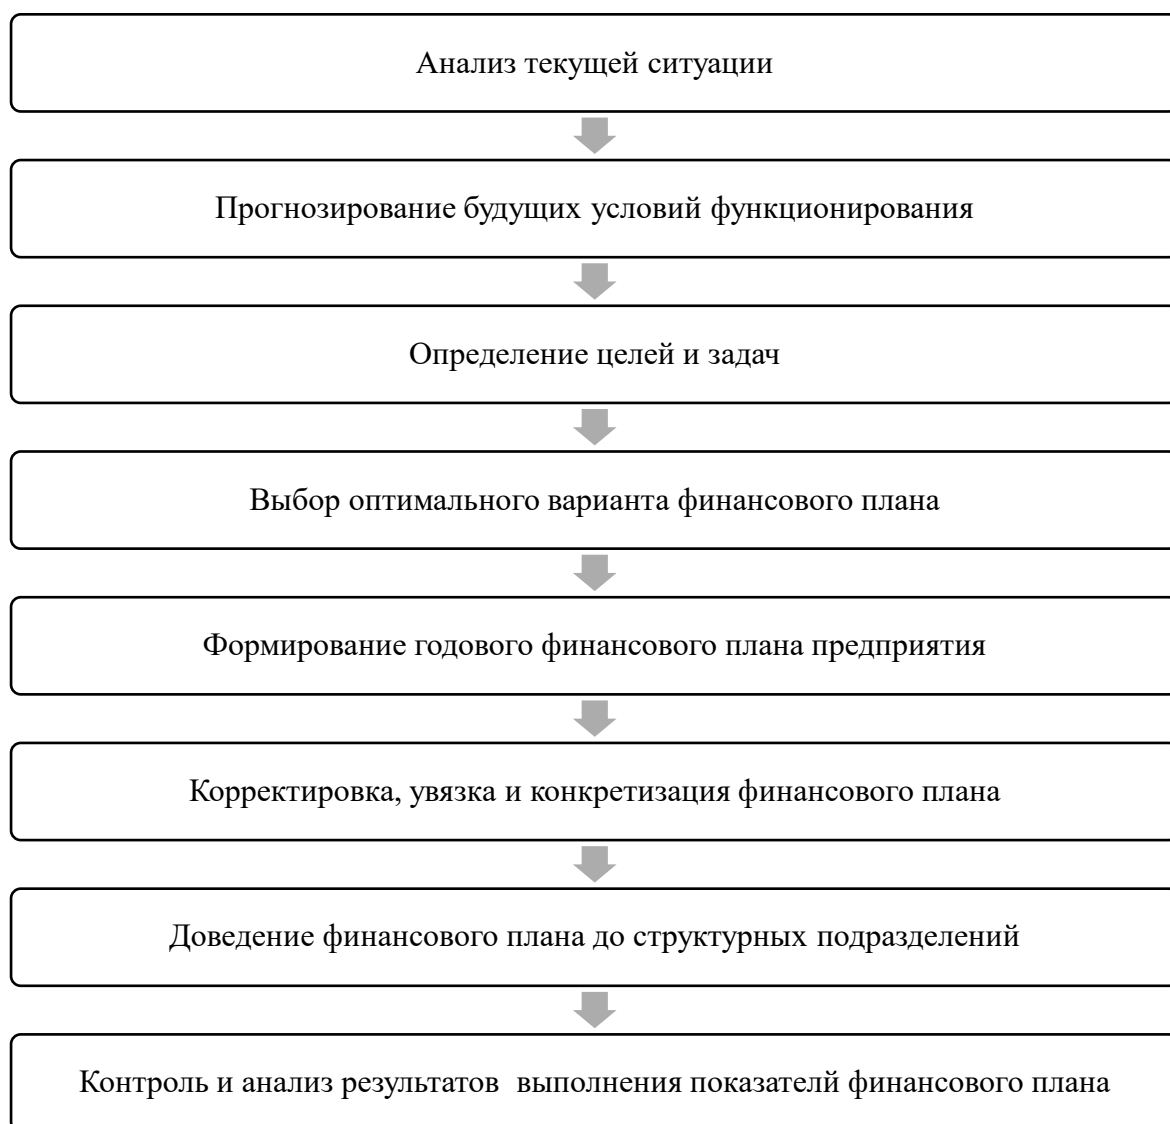 Анализ текущей ситуации
Прогнозирование будущих условий функционирования
Определение целей и задач
Выбор оптимального варианта финансового плана
Формирование годового финансового плана предприятия
Корректировка, увязка и конкретизация финансового плана
Доведение финансового плана до структурных подразделений
Контроль и анализ результатов  выполнения показателй финансового плана